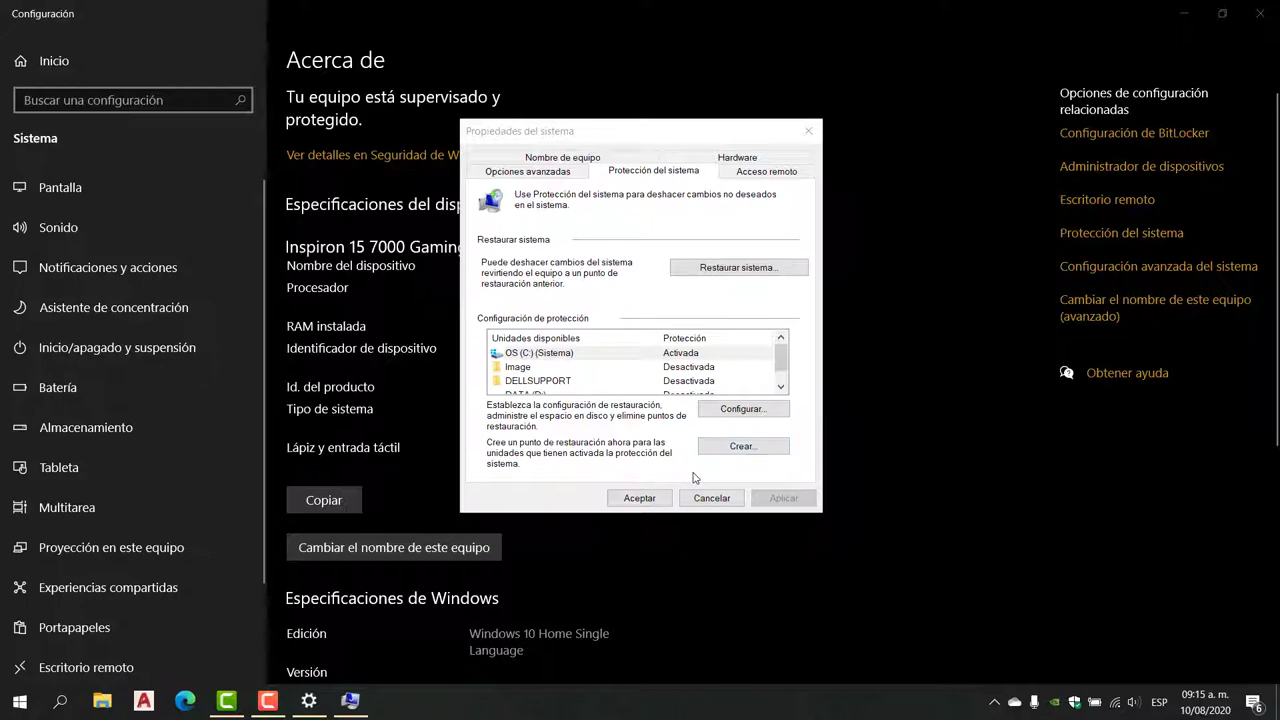 Configuración
Inicio
Buscar una configuración
Sistema
Pantalla
Sonido
Notificaciones y acciones
Asistente de concentración
Inicio/apagado y suspensión
Batería
Almacenamiento
Tableta
Multitarea
Proyección en este equipo
Experiencias compartidas
Portapapeles
Escritorio remoto
Acerca de
Tu equipo está supervisado y
protegido.
Ver detalles en Seguridad de W
Especificaciones del disp
Inspiron 15 7000 Gaming
Nombre del dispositivo
Procesador
RAM instalada
Identificador de dispositivo
Id. del producto
Tipo de sistema
Lápiz y entrada táctil
Copiar
Cambiar el nombre de este equipo
Especificaciones de Windows
Edición
Windows 10 Home Single
Language
Versión
Propiedades del sistema
Nombre de equipo
Hardware
Opciones avanzadas
Protección del sistema
Acceso remoto
Use Protección del sistema para deshacer cambios no deseados
en el sistema.
Restaurar sistema
Puede deshacer cambios del sistema
revirtiendo el equipo a un punto de
restauración anterior.
Restaurar sistema...
Configuración de protección
Unidades disponibles Protección
OS (C:) (Sistema) Activada
Image Desactivada
DELLSUPPORT Desactivada
Establezca la configuración de restauración,
administre el espacio en disco y elimine puntos de
restauración.
Configurar...
Cree un punto de restauración ahora para las
unidades que tienen activada la protección del
sistema.
Crear...
Aceptar
Cancelar
Aplicar
Opciones de configuración
relacionadas
Configuración de BitLocker
Administrador de dispositivos
Escritorio remoto
Protección del sistema
Configuración avanzada del sistema
Cambiar el nombre de este equipo
(avanzado)
Obtener ayuda
ESP
09:15 a. m.
10/08/2020
6